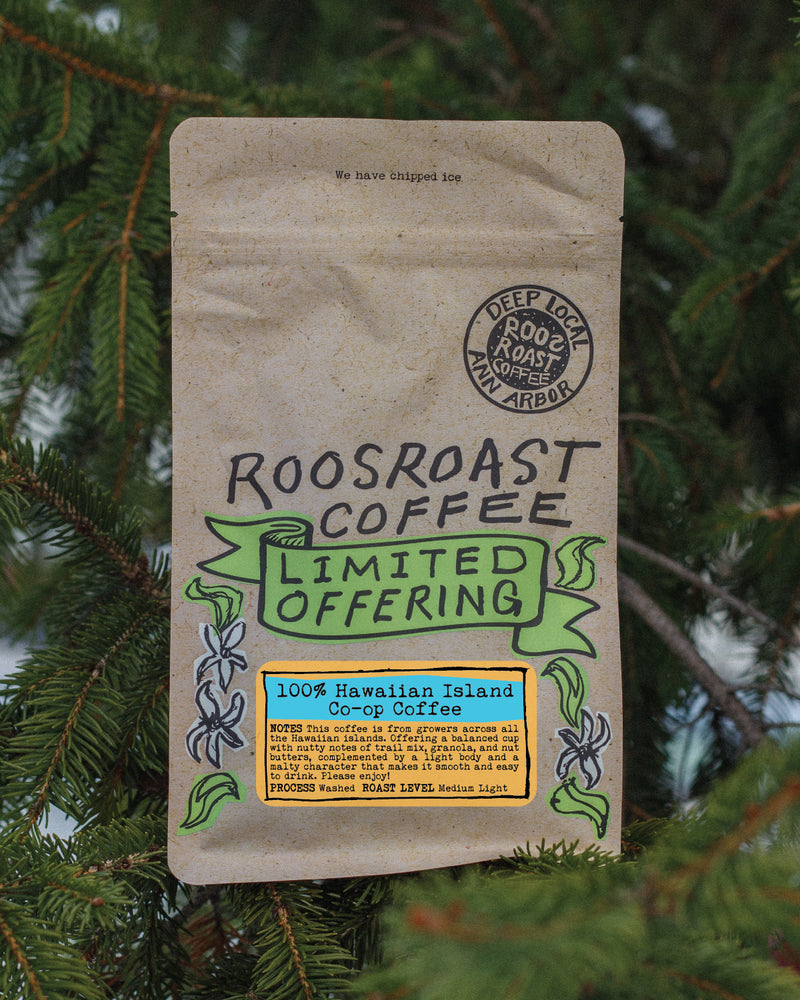 We have chipped ice
DEEP LOCAL
ROOS
ROAST
COFFEE
ANN ARBOR
ROOSROAST
COFFEE
LIMITED
OFFERING
100% Hawaiian Island
Co-op Coffee
NOTES This coffee is from growers across all
the Hawaiian islands. Offering a balanced cup
with nutty notes of trail mix, granola, and nut
butters, complemented by a light body and a
malty character that makes it smooth and easy
to drink. Please enjoy!
PROCESS Washed ROAST LEVEL Medium Light